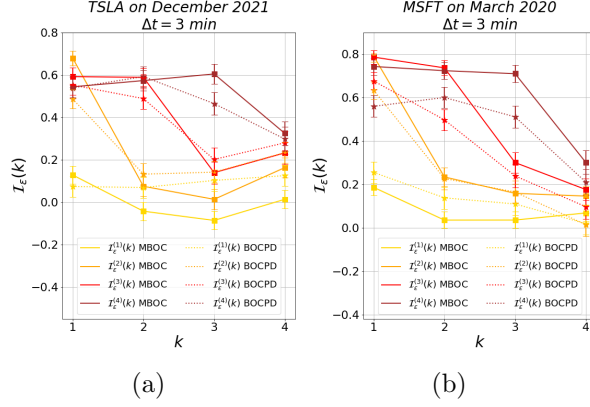 TSLA on December 2021
Δt = 3 min
0.8
0.6
0.4
0.2
0.0
−0.2
−0.4
𝓘ε(k)
𝓘ε⁽¹⁾(k) MBOC
𝓘ε⁽²⁾(k) MBOC
𝓘ε⁽³⁾(k) MBOC
𝓘ε⁽⁴⁾(k) MBOC
𝓘ε⁽¹⁾(k) BOCPD
𝓘ε⁽²⁾(k) BOCPD
𝓘ε⁽³⁾(k) BOCPD
𝓘ε⁽⁴⁾(k) BOCPD
1 2 3 4
k
(a)
MSFT on March 2020
Δt = 3 min
0.8
0.6
0.4
0.2
0.0
−0.2
−0.4
𝓘ε(k)
𝓘ε⁽¹⁾(k) MBOC
𝓘ε⁽²⁾(k) MBOC
𝓘ε⁽³⁾(k) MBOC
𝓘ε⁽⁴⁾(k) MBOC
𝓘ε⁽¹⁾(k) BOCPD
𝓘ε⁽²⁾(k) BOCPD
𝓘ε⁽³⁾(k) BOCPD
𝓘ε⁽⁴⁾(k) BOCPD
1 2 3 4
k
(b)